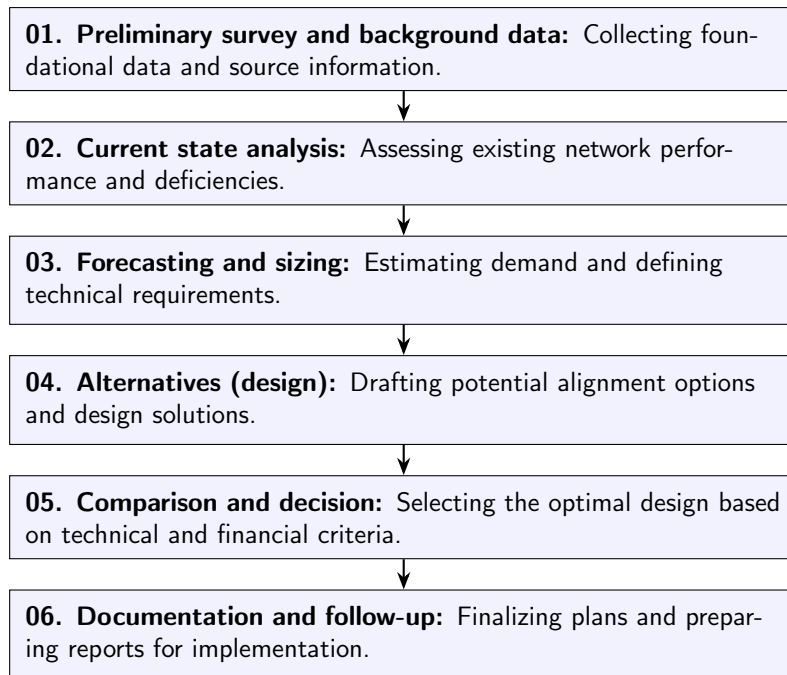 01. Preliminary survey and background data: Collecting foun-
dational data and source information.
02. Current state analysis: Assessing existing network perfor-
mance and deficiencies.
03. Forecasting and sizing: Estimating demand and defining
technical requirements.
04. Alternatives (design): Drafting potential alignment options
and design solutions.
05. Comparison and decision: Selecting the optimal design based
on technical and financial criteria.
06. Documentation and follow-up: Finalizing plans and prepar-
ing reports for implementation.